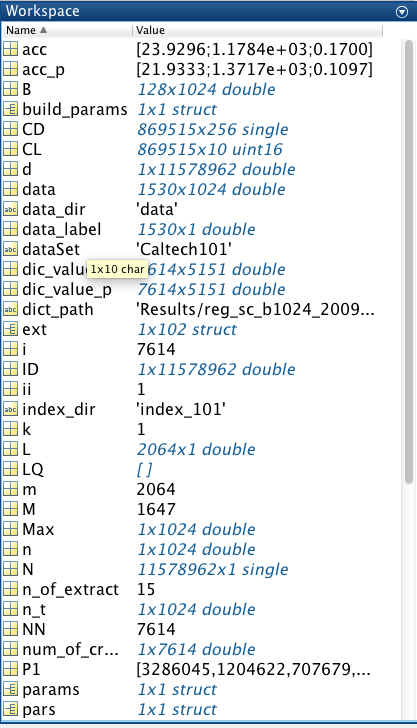 Workspace
Name Value
acc [23.9296;1.1784e+03;0.1700]
acc_p [21.9333;1.3717e+03;0.1097]
B 128x1024 double
build_params 1x1 struct
CD 869515x256 single
CL 869515x10 uint16
d 1x11578962 double
data 1530x1024 double
data_dir 'data'
data_label 1530x1 double
dataSet 'Caltech101'
dic_value 7614x5151 double
1x10 char
dic_value_p 7614x5151 double
dict_path 'Results/reg_sc_b1024_2009...
ext 1x102 struct
i 7614
ID 1x11578962 double
ii 1
index_dir 'index_101'
k 1
L 2064x1 double
LQ []
m 2064
M 1647
Max 1x1024 double
n 1x1024 double
N 11578962x1 single
n_of_extract 15
n_t 1x1024 double
NN 7614
num_of_cr... 1x7614 double
P1 [3286045,1204622,707679,...
params 1x1 struct
pars 1x1 struct